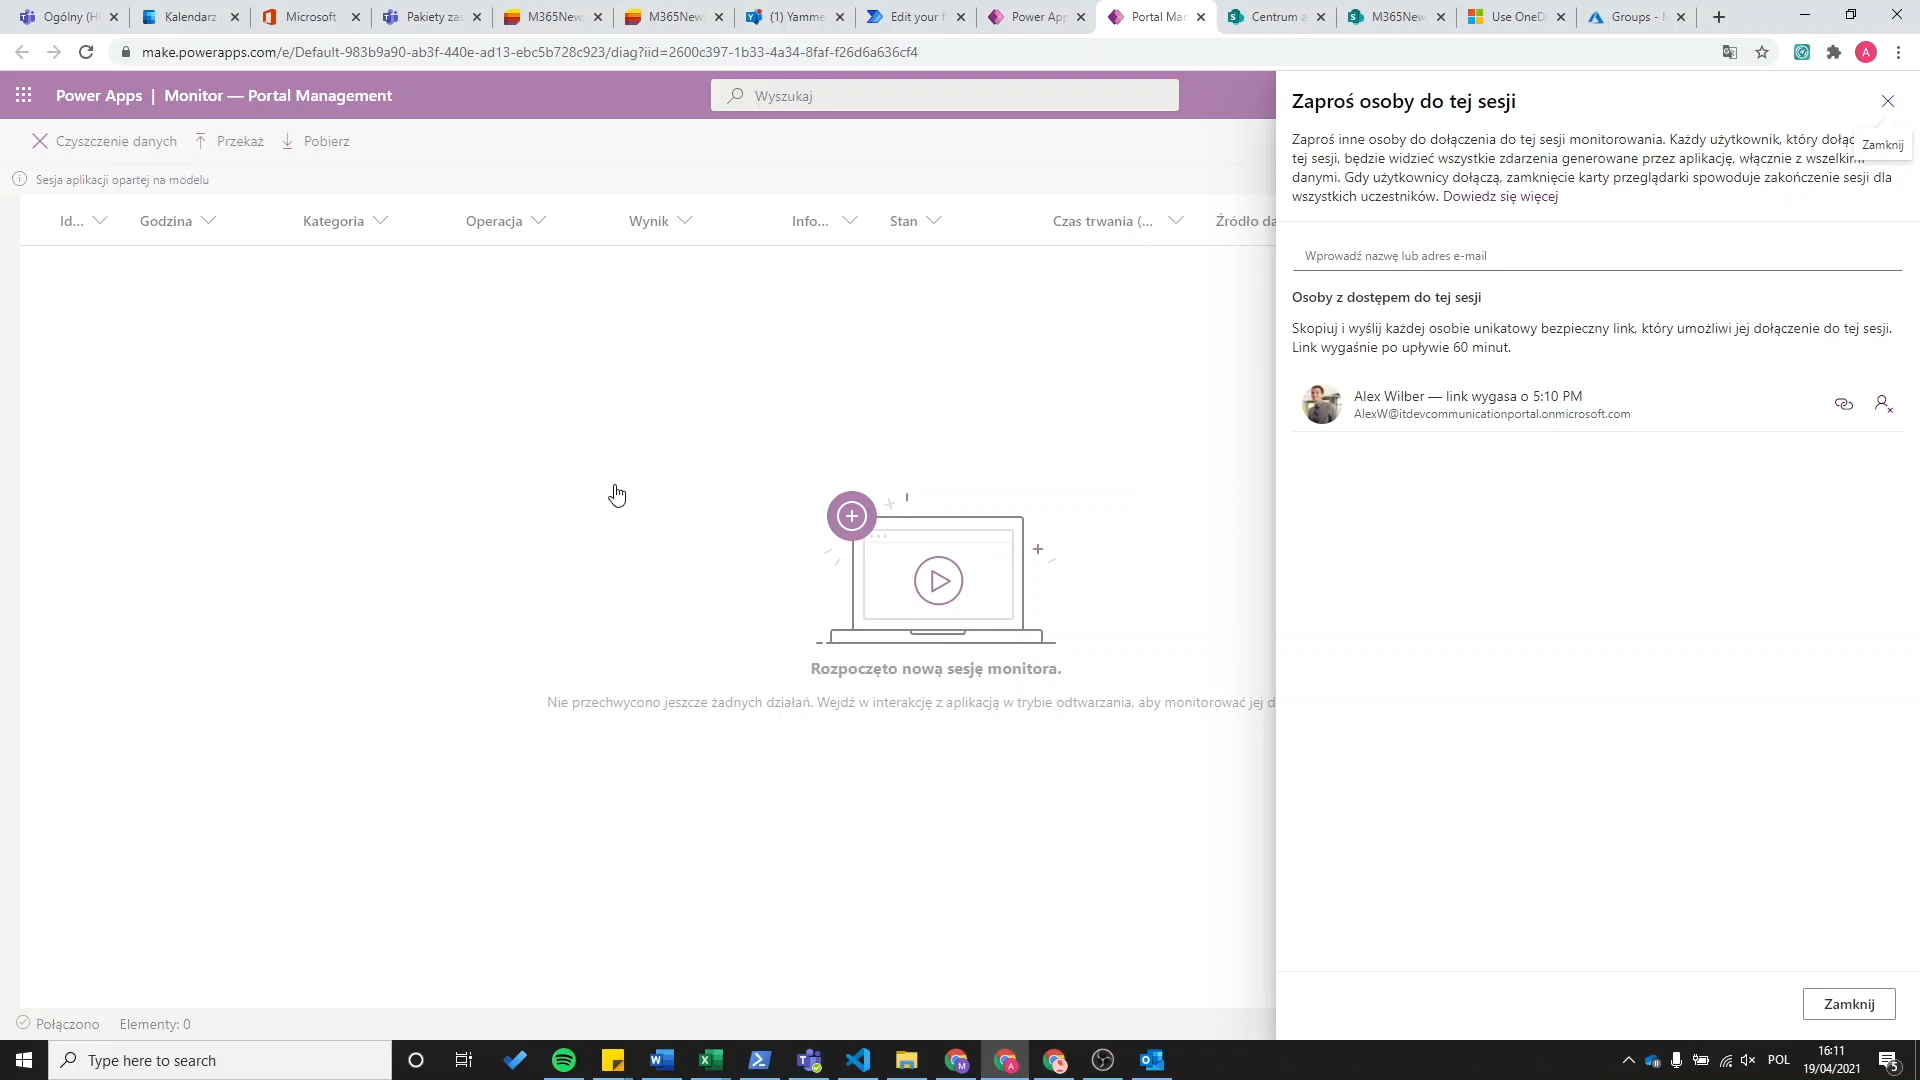 Ogólny (H
Kalendarz
Microsoft
Pakiety za
M365New
M365New
(1) Yamme
Edit your f
Power App
Portal Mar
Centrum a
M365New
Use OneD
Groups - M
make.powerapps.com/e/Default-983b9a90-ab3f-440e-ad13-ebc5b728c923/diag?iid=2600c397-1b33-4a34-8faf-f26d6a636cf4
A
Power Apps | Monitor — Portal Management
Wyszukaj
Czyszczenie danych
Przekaż
Pobierz
Sesja aplikacji opartej na modelu
Id...
Godzina
Kategoria
Operacja
Wynik
Info...
Stan
Czas trwania (...
Źródło da
Rozpoczęto nową sesję monitora.
Nie przechwycono jeszcze żadnych działań. Wejdź w interakcję z aplikacją w trybie odtwarzania, aby monitorować jej d
Połączono
Elementy: 0
Zaproś osoby do tej sesji
Zamknij
Zaproś inne osoby do dołączenia do tej sesji monitorowania. Każdy użytkownik, który dołąc
tej sesji, będzie widzieć wszystkie zdarzenia generowane przez aplikację, włącznie z wszelkim
danymi. Gdy użytkownicy dołączą, zamknięcie karty przeglądarki spowoduje zakończenie sesji dla
wszystkich uczestników. Dowiedz się więcej
Wprowadź nazwę lub adres e-mail
Osoby z dostępem do tej sesji
Skopiuj i wyślij każdej osobie unikatowy bezpieczny link, który umożliwi jej dołączenie do tej sesji.
Link wygaśnie po upływie 60 minut.
Alex Wilber — link wygasa o 5:10 PM
AlexW@itdevcommunicationportal.onmicrosoft.com
Zamknij
Type here to search
POL
16:11
19/04/2021
5